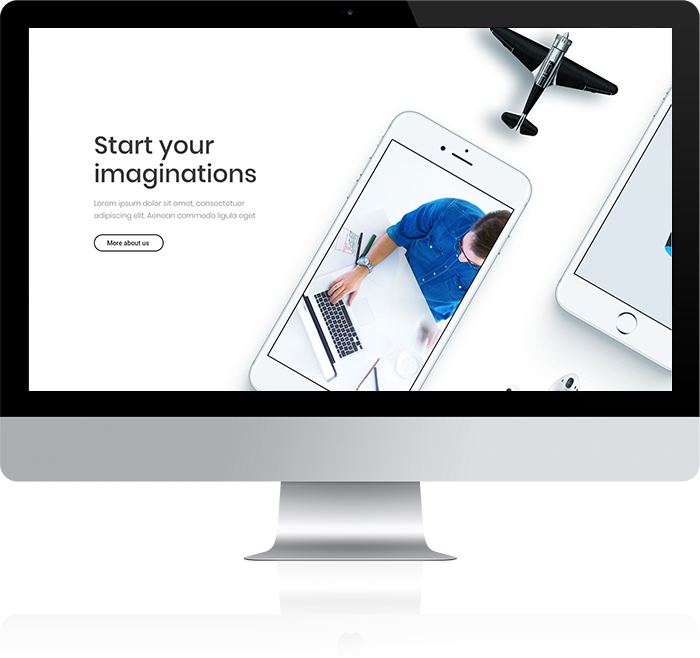 Start your
imaginations
Lorem ipsum dolor sit amet, consectetuer
adipiscing elit. Aenean commodo ligula eget
More about us